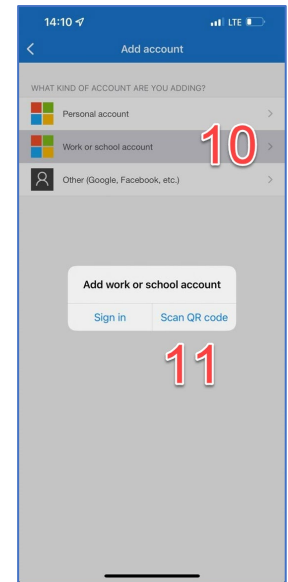 14:10 LTE
Add account
WHAT KIND OF ACCOUNT ARE YOU ADDING?
Personal account
Work or school account
10
Other (Google, Facebook, etc.)
Add work or school account
Sign in Scan QR code
11